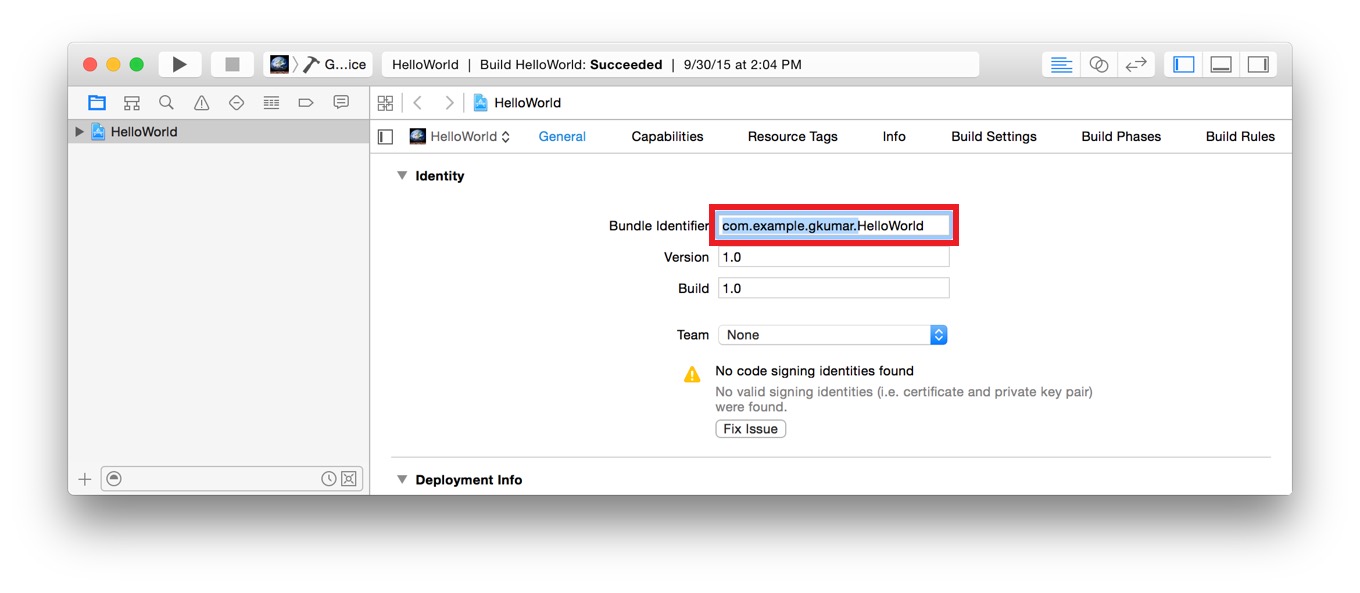 G...ice
HelloWorld | Build HelloWorld: Succeeded | 9/30/15 at 2:04 PM
HelloWorld
HelloWorld
HelloWorld General Capabilities Resource Tags Info Build Settings Build Phases Build Rules
Identity
Bundle Identifier com.example.gkumar.HelloWorld
Version 1.0
Build 1.0
Team None
No code signing identities found
No valid signing identities (i.e. certificate and private key pair)
were found.
Fix Issue
Deployment Info